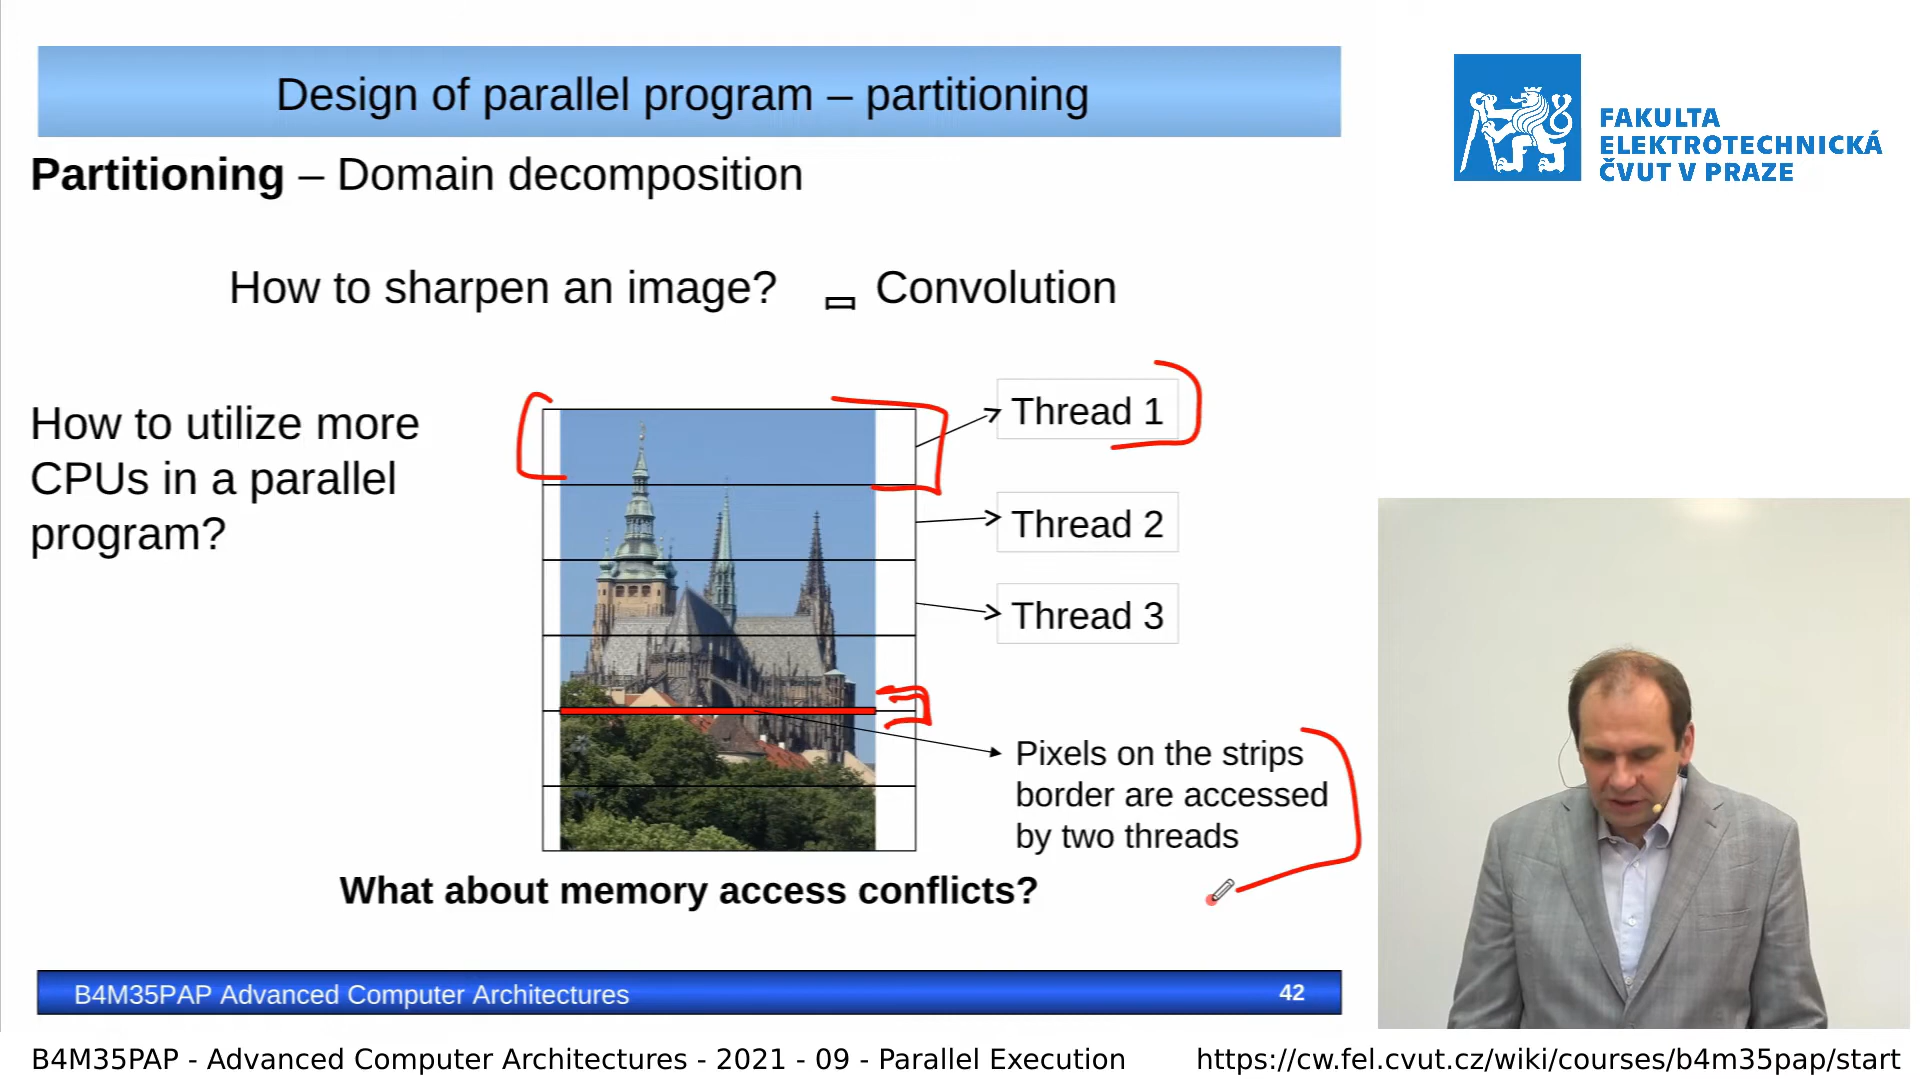 Design of parallel program – partitioning
FAKULTA
ELEKTROTECHNICKÁ
ČVUT V PRAZE
Partitioning – Domain decomposition
How to sharpen an image? Convolution
How to utilize more
CPUs in a parallel
program?
Thread 1
Thread 2
Thread 3
Pixels on the strips
border are accessed
by two threads
What about memory access conflicts?
B4M35PAP Advanced Computer Architectures 42
B4M35PAP - Advanced Computer Architectures - 2021 - 09 - Parallel Execution https://cw.fel.cvut.cz/wiki/courses/b4m35pap/start